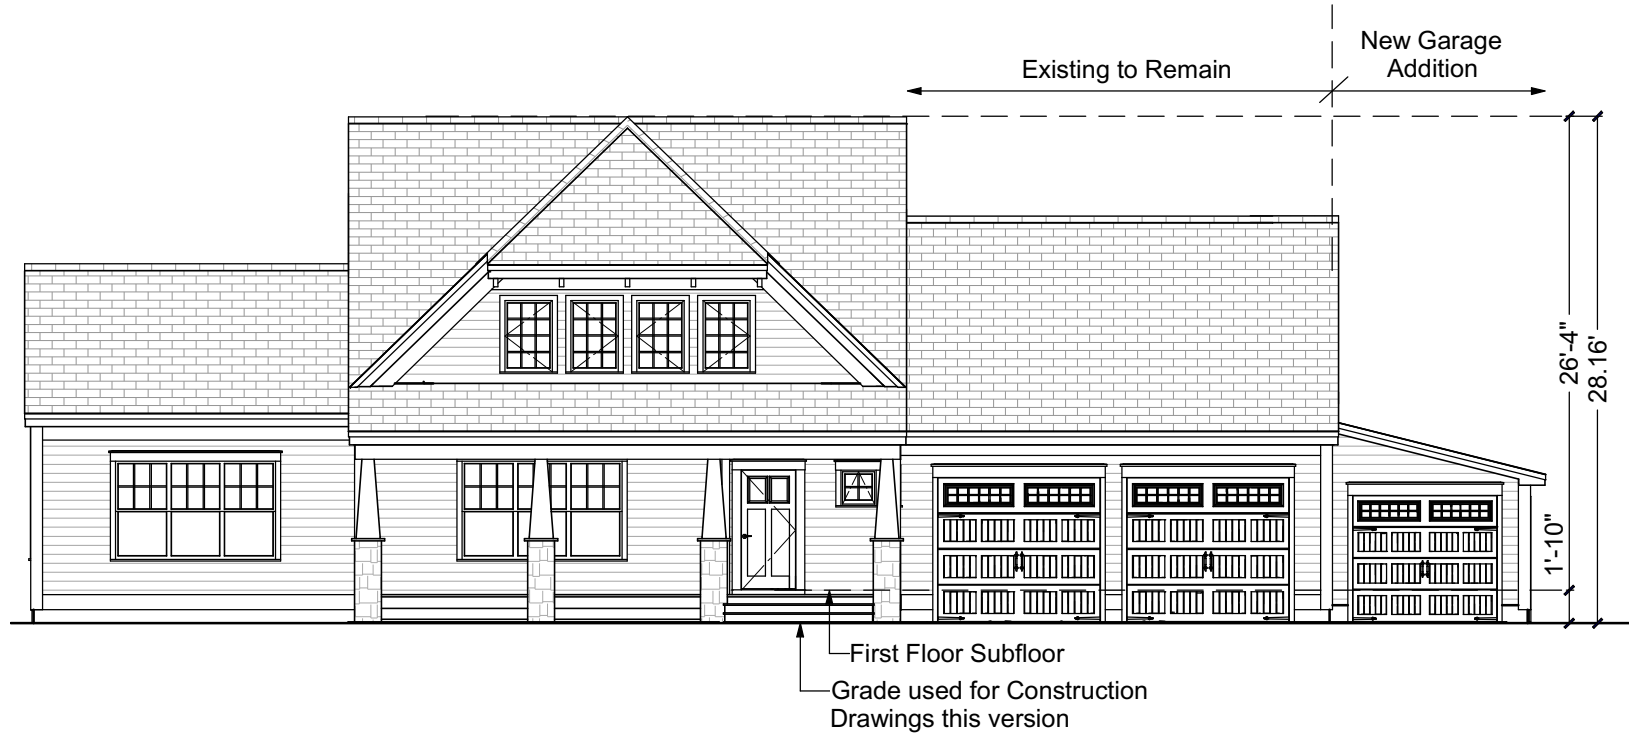 New Garage
Addition
Existing to Remain
26'-4"
28.16'
1'-10"
First Floor Subfloor
Grade used for Construction
Drawings this version